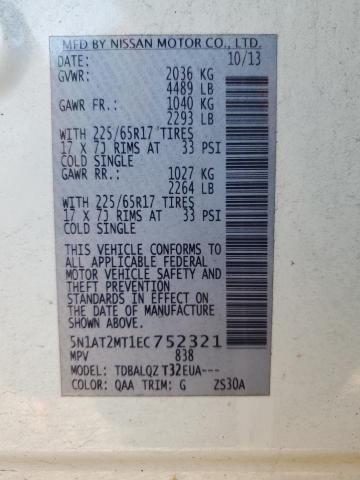 MFD BY NISSAN MOTOR CO., LTD.
DATE: 10/13
GVWR: 2036 KG
4489 LB
GAWR FR.: 1040 KG
2293 LB
WITH 225/65R17 TIRES
17 X 7J RIMS AT 33 PSI
COLD SINGLE
GAWR RR.: 1027 KG
2264 LB
WITH 225/65R17 TIRES
17 X 7J RIMS AT 33 PSI
COLD SINGLE
THIS VEHICLE CONFORMS TO
ALL APPLICABLE FEDERAL
MOTOR VEHICLE SAFETY AND
THEFT PREVENTION
STANDARDS IN EFFECT ON
THE DATE OF MANUFACTURE
SHOWN ABOVE.
5N1AT2MT1EC752321
MPV 838
MODEL: TDBALQZ T32EUA---
COLOR: QAA TRIM: G ZS30A